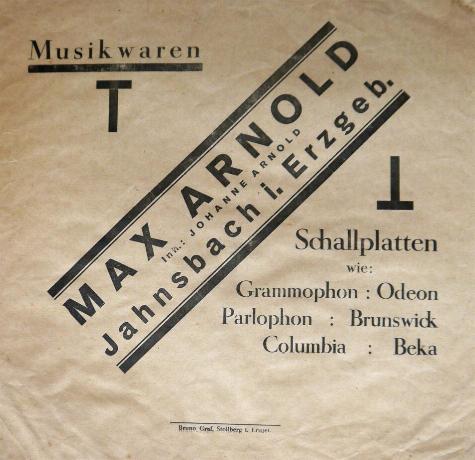 Musikwaren
MAX ARNOLD
Inh.: JOHANNE ARNOLD
Jahnsbach i. Erzgeb.
Schallplatten
wie:
Grammophon : Odeon
Parlophon : Brunswick
Columbia : Beka
Bruno Graf, Stollberg i. Erzgeb.